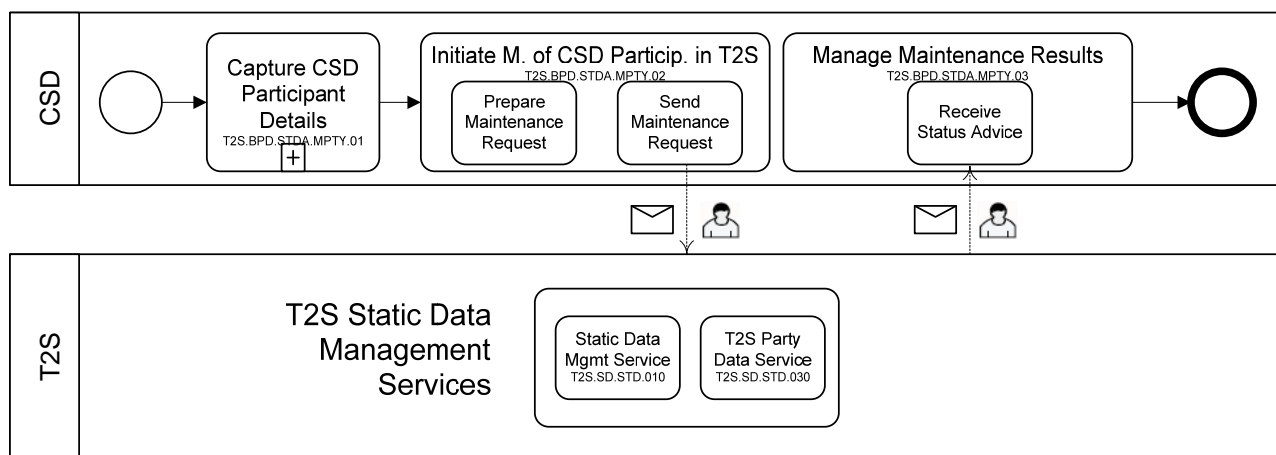 CSD
Capture CSD
Participant
Details
T2S.BPD.STDA.MPTY.01
+
Initiate M. of CSD Particip. in T2S
T2S.BPD.STDA.MPTY.02
Prepare
Maintenance
Request
Send
Maintenance
Request
Manage Maintenance Results
T2S.BPD.STDA.MPTY.03
Receive
Status Advice
T2S
T2S Static Data
Management
Services
Static Data
Mgmt Service
T2S.SD.STD.010
T2S Party
Data Service
T2S.SD.STD.030